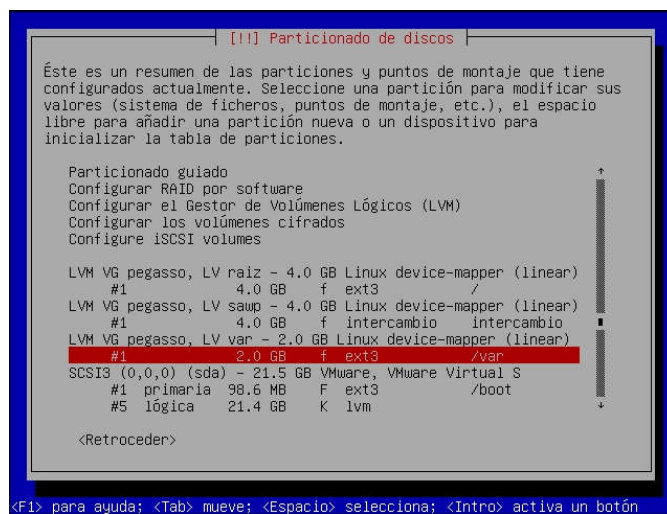 [!!] Particionado de discos
Éste es un resumen de las particiones y puntos de montaje que tiene
configurados actualmente. Seleccione una partición para modificar sus
valores (sistema de ficheros, puntos de montaje, etc.), el espacio
libre para añadir una partición nueva o un dispositivo para
inicializar la tabla de particiones.
Particionado guiado
Configurar RAID por software
Configurar el Gestor de Volúmenes Lógicos (LVM)
Configurar los volúmenes cifrados
Configure iSCSI volumes
LVM VG pegasso, LV raiz - 4.0 GB Linux device-mapper (linear)
#1 4.0 GB f ext3 /
LVM VG pegasso, LV sawp - 4.0 GB Linux device-mapper (linear)
#1 4.0 GB f intercambio intercambio
LVM VG pegasso, LV var - 2.0 GB Linux device-mapper (linear)
#1 2.0 GB f ext3 /var
SCSI3 (0,0,0) (sda) - 21.5 GB VMware, VMware Virtual S
#1 primaria 98.6 MB F ext3 /boot
#5 lógica 21.4 GB K lvm
<Retroceder>
<F1> para ayuda; <Tab> mueve; <Espacio> selecciona; <Intro> activa un botón